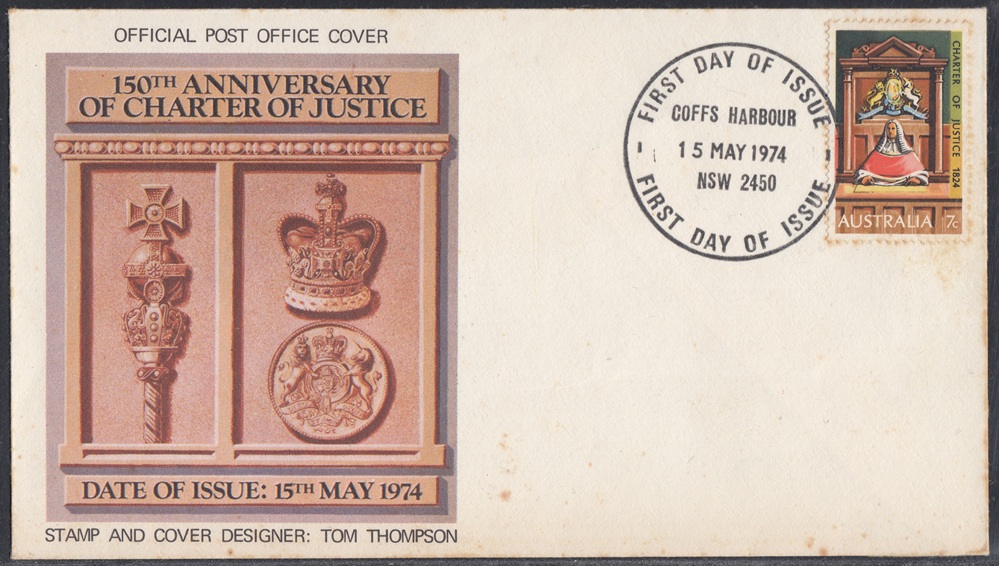 OFFICIAL POST OFFICE COVER
150TH ANNIVERSARY
OF CHARTER OF JUSTICE
DATE OF ISSUE: 15TH MAY 1974
STAMP AND COVER DESIGNER: TOM THOMPSON
FIRST DAY OF ISSUE
COFFS HARBOUR
15 MAY 1974
NSW 2450
FIRST DAY OF ISSUE
CHARTER OF JUSTICE 1824
AUSTRALIA 7c